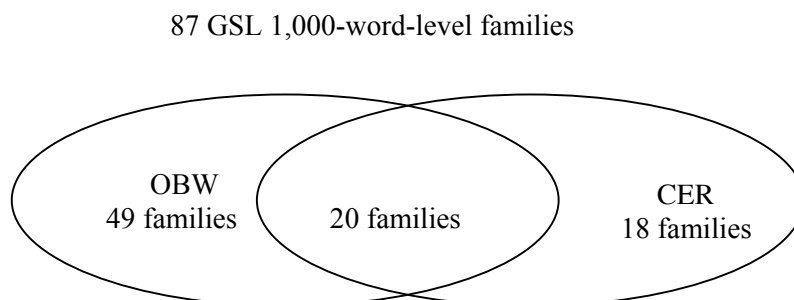 87 GSL 1,000-word-level families
OBW
49 families
20 families
CER
18 families